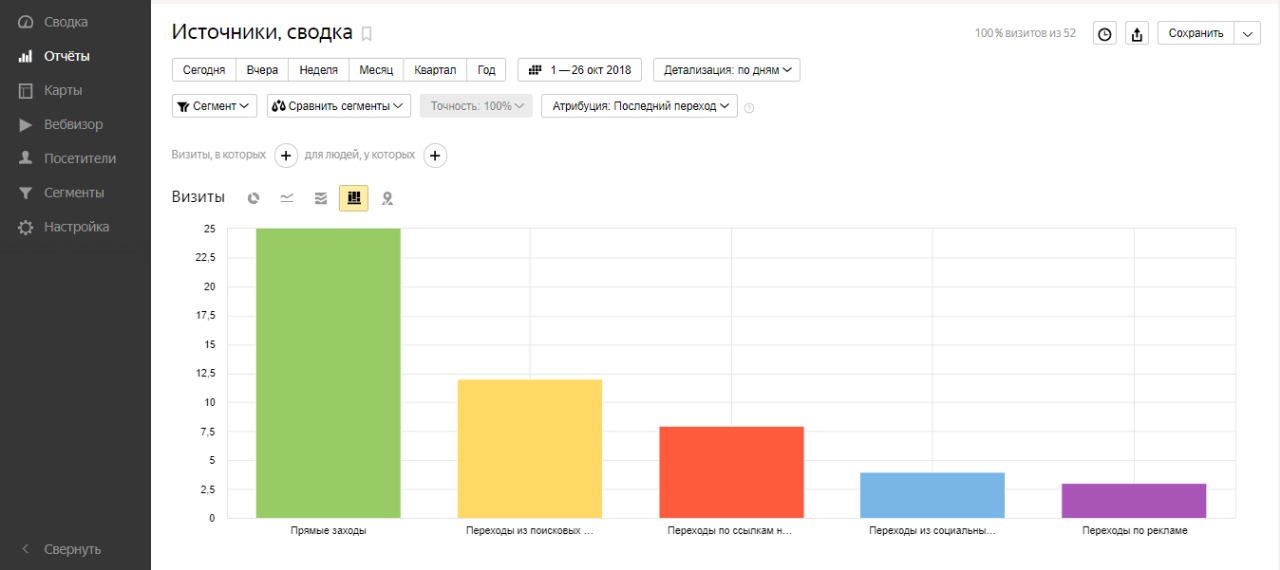 Сводка
Отчёты
Карты
Вебвизор
Посетители
Сегменты
Настройка
Свернуть
Источники, сводка
100 % визитов из 52
Сохранить
Сегодня Вчера Неделя Месяц Квартал Год 1 — 26 окт 2018 Детализация: по дням
Сегмент Сравнить сегменты Точность: 100% Атрибуция: Последний переход ?
Визиты, в которых + для людей, у которых +
Визиты
25
22,5
20
17,5
15
12,5
10
7,5
5
2,5
0
Прямые заходы Переходы из поисковых ... Переходы по ссылкам н... Переходы из социальны... Переходы по рекламе